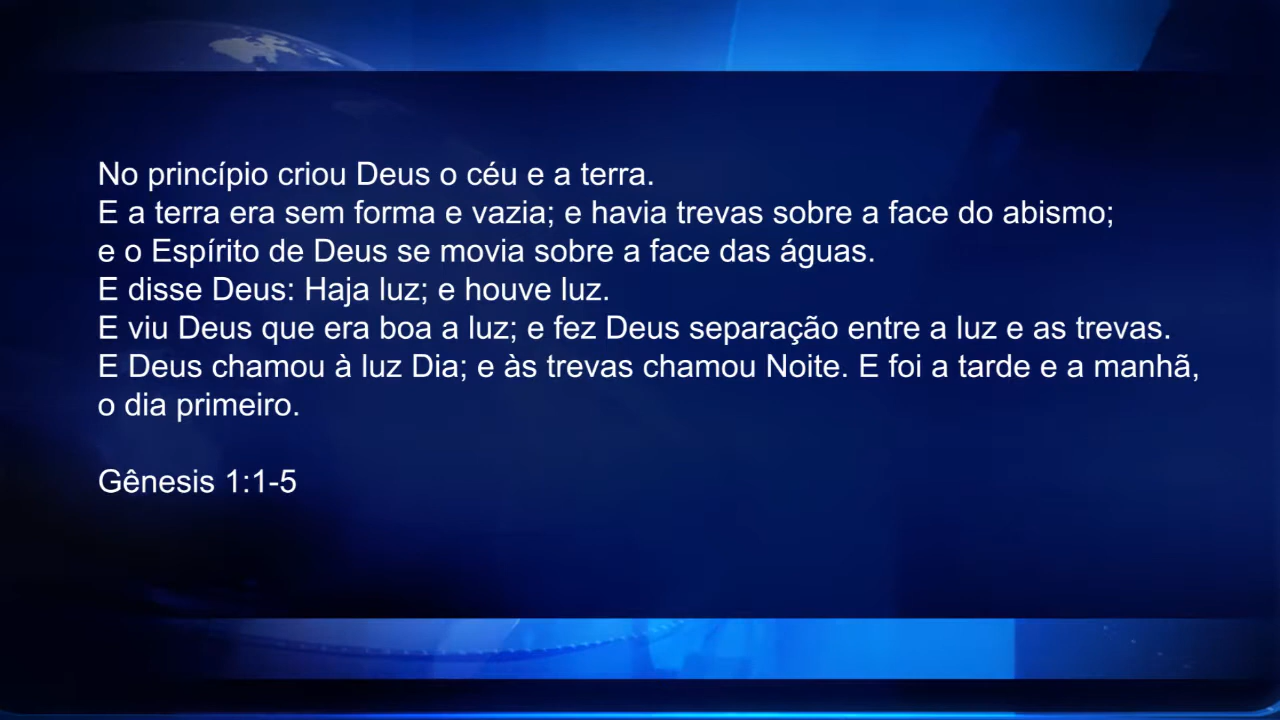 No princípio criou Deus o céu e a terra.
E a terra era sem forma e vazia; e havia trevas sobre a face do abismo;
e o Espírito de Deus se movia sobre a face das águas.
E disse Deus: Haja luz; e houve luz.
E viu Deus que era boa a luz; e fez Deus separação entre a luz e as trevas.
E Deus chamou à luz Dia; e às trevas chamou Noite. E foi a tarde e a manhã,
o dia primeiro.
Gênesis 1:1-5